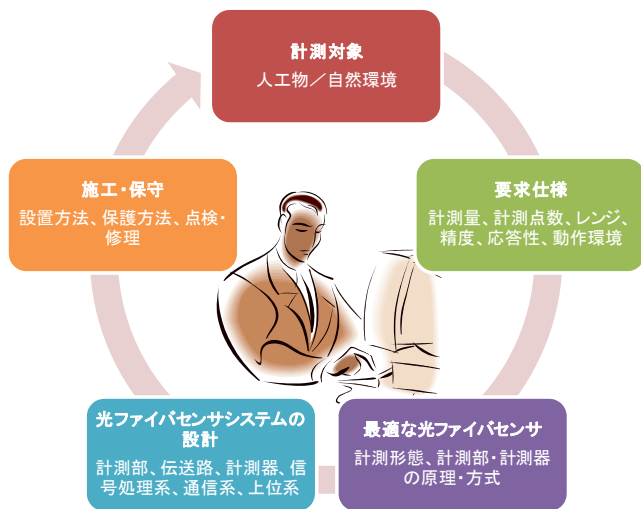 計測対象
人工物／自然環境
要求仕様
計測量、計測点数、レンジ、
精度、応答性、動作環境
最適な光ファイバセンサ
計測形態、計測部・計測器
の原理・方式
光ファイバセンサシステムの
設計
計測部、伝送路、計測器、信
号処理系、通信系、上位系
施工・保守
設置方法、保護方法、点検・
修理